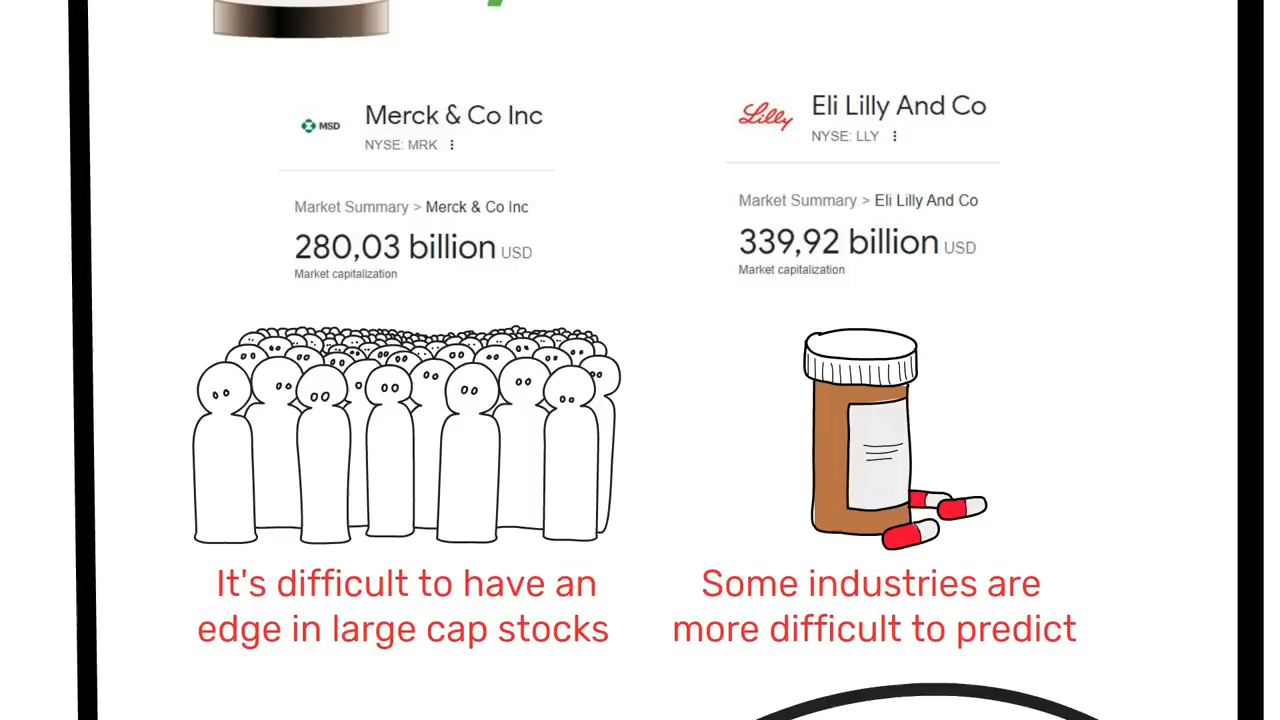 MSD
Merck & Co Inc
NYSE: MRK
Market Summary > Merck & Co Inc
280,03 billion USD
Market capitalization
Lilly
Eli Lilly And Co
NYSE: LLY
Market Summary > Eli Lilly And Co
339,92 billion USD
Market capitalization
It's difficult to have an
edge in large cap stocks
Some industries are
more difficult to predict